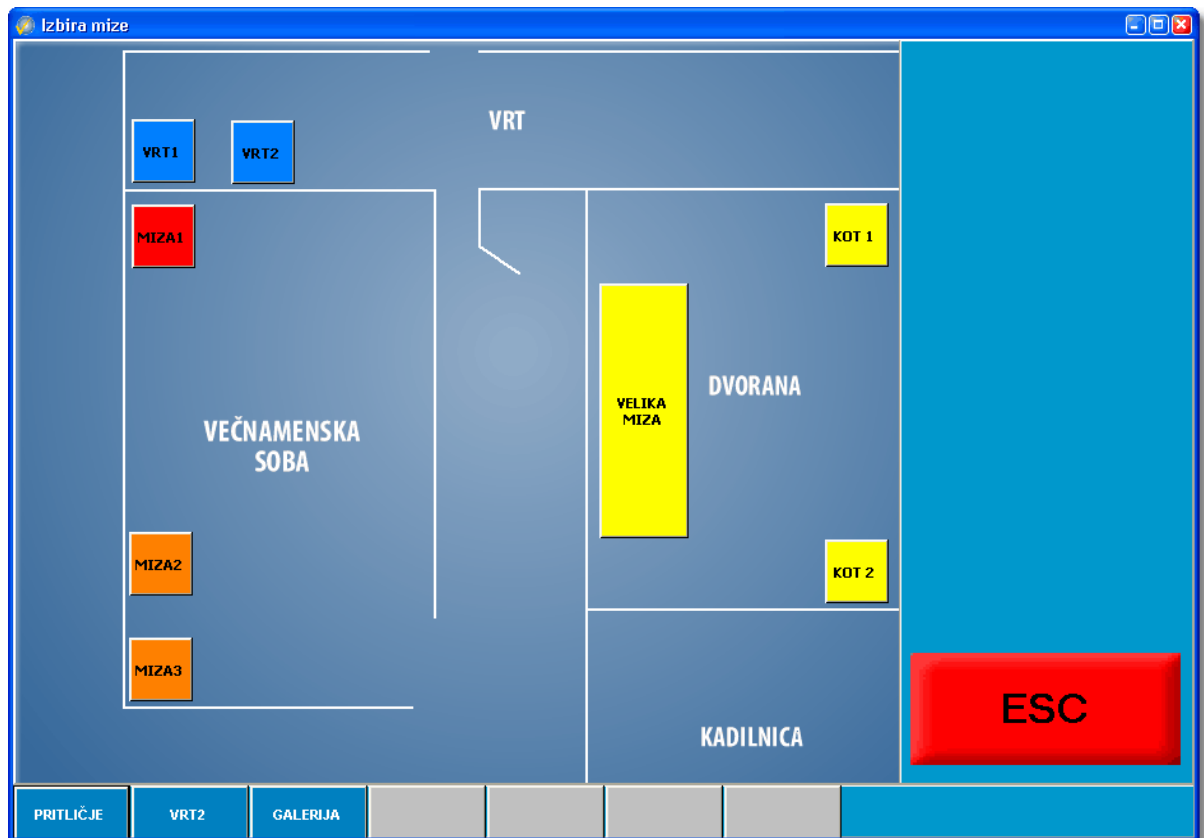 Izbira mize
VRT
VRT1
VRT2
MIZA1
KOT 1
VELIKA
MIZA
DVORANA
VEČNAMENSKA
SOBA
MIZA2
KOT 2
MIZA3
ESC
KADILNICA
PRITLIČJE
VRT2
GALERIJA